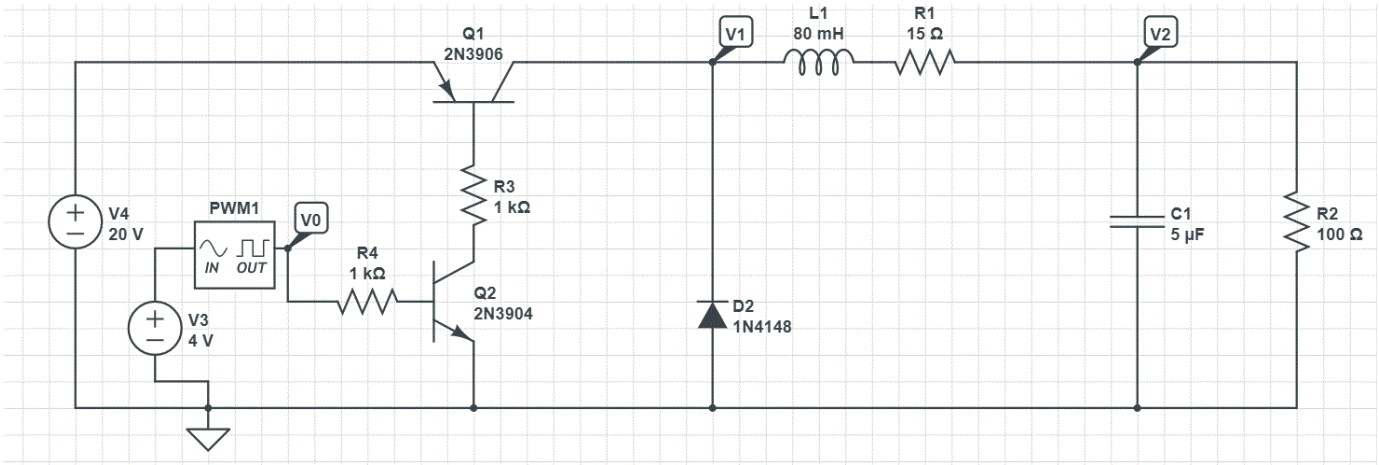 Q1
2N3906
V1
L1
80 mH
R1
15 Ω
V2
R3
1 kΩ
V4
20 V
PWM1
IN OUT
V0
R4
1 kΩ
Q2
2N3904
V3
4 V
D2
1N4148
C1
5 µF
R2
100 Ω